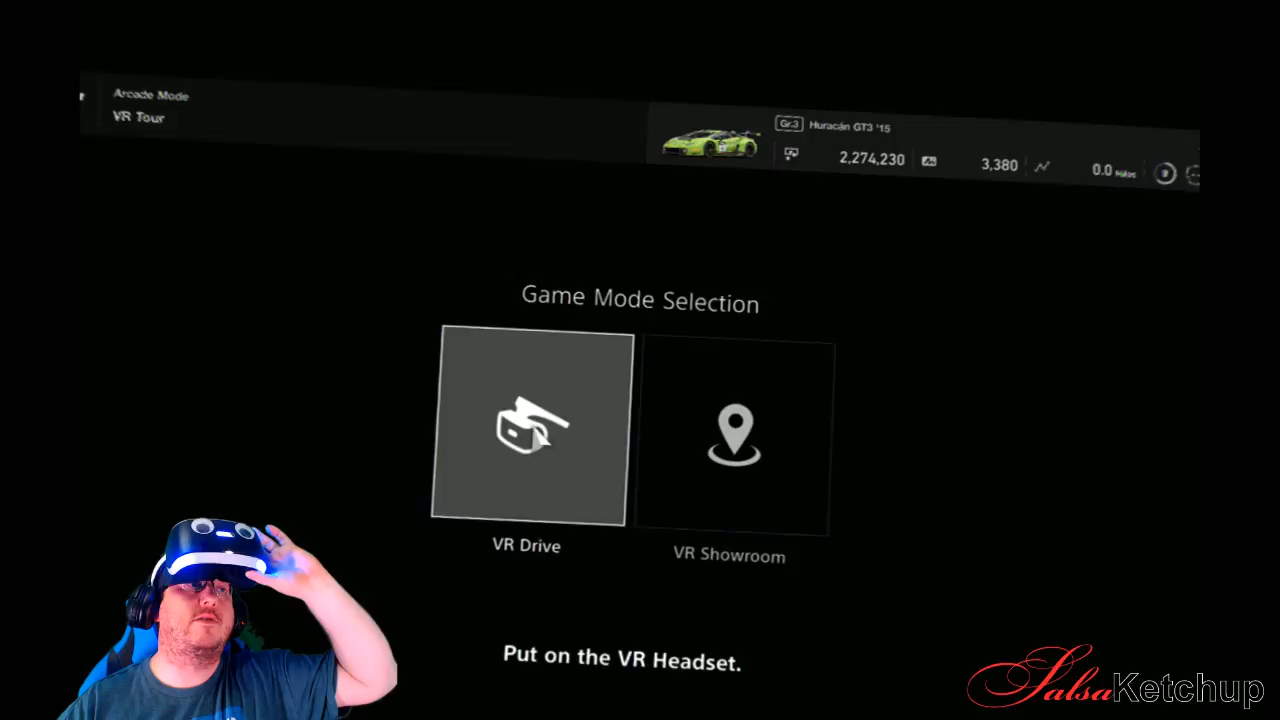 Arcade Mode
VR Tour
Gr.3 Huracán GT3 '15
2,274,230 3,380 0.0 Miles
Game Mode Selection
VR Drive
VR Showroom
Put on the VR Headset.
SalsaKetchup